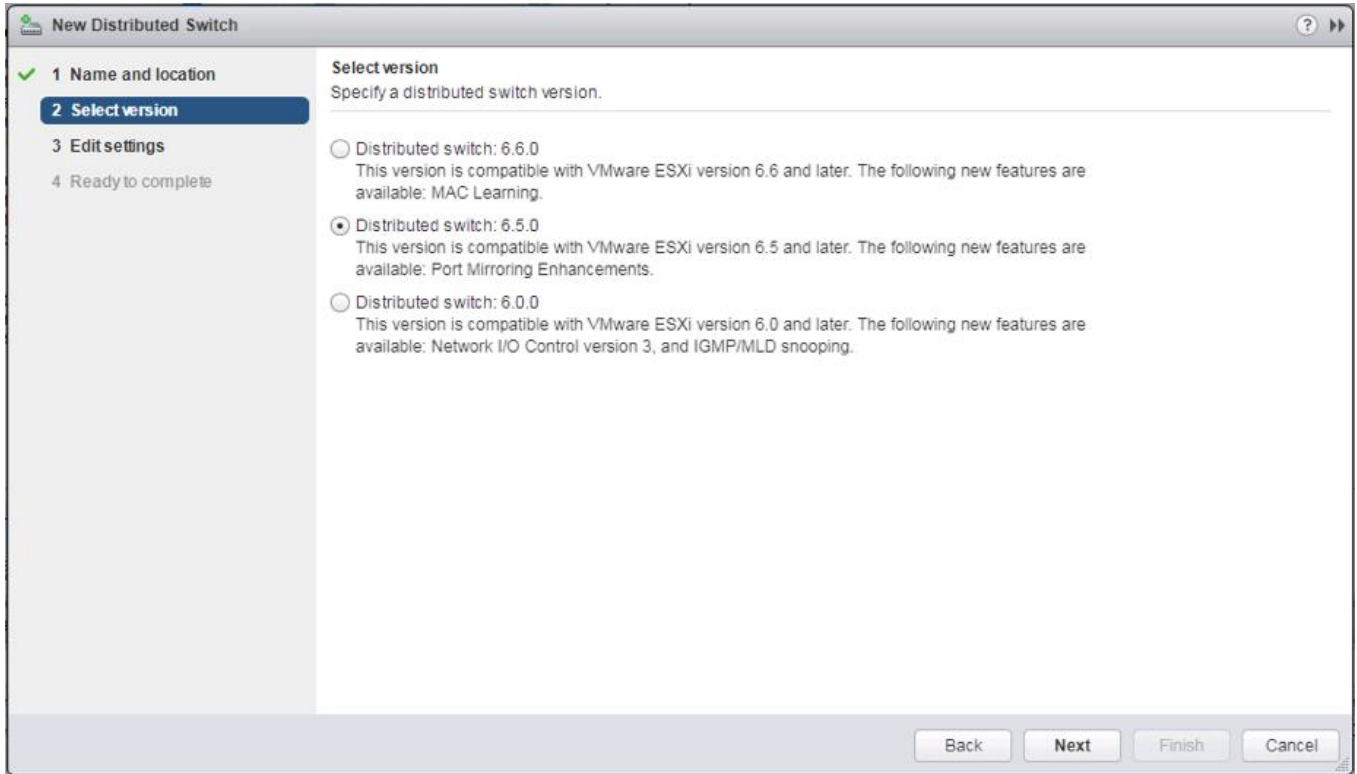 New Distributed Switch
?
1 Name and location
2 Select version
3 Edit settings
4 Ready to complete
Select version
Specify a distributed switch version.
Distributed switch: 6.6.0
This version is compatible with VMware ESXi version 6.6 and later. The following new features are
available: MAC Learning.
Distributed switch: 6.5.0
This version is compatible with VMware ESXi version 6.5 and later. The following new features are
available: Port Mirroring Enhancements.
Distributed switch: 6.0.0
This version is compatible with VMware ESXi version 6.0 and later. The following new features are
available: Network I/O Control version 3, and IGMP/MLD snooping.
Back Next Finish Cancel